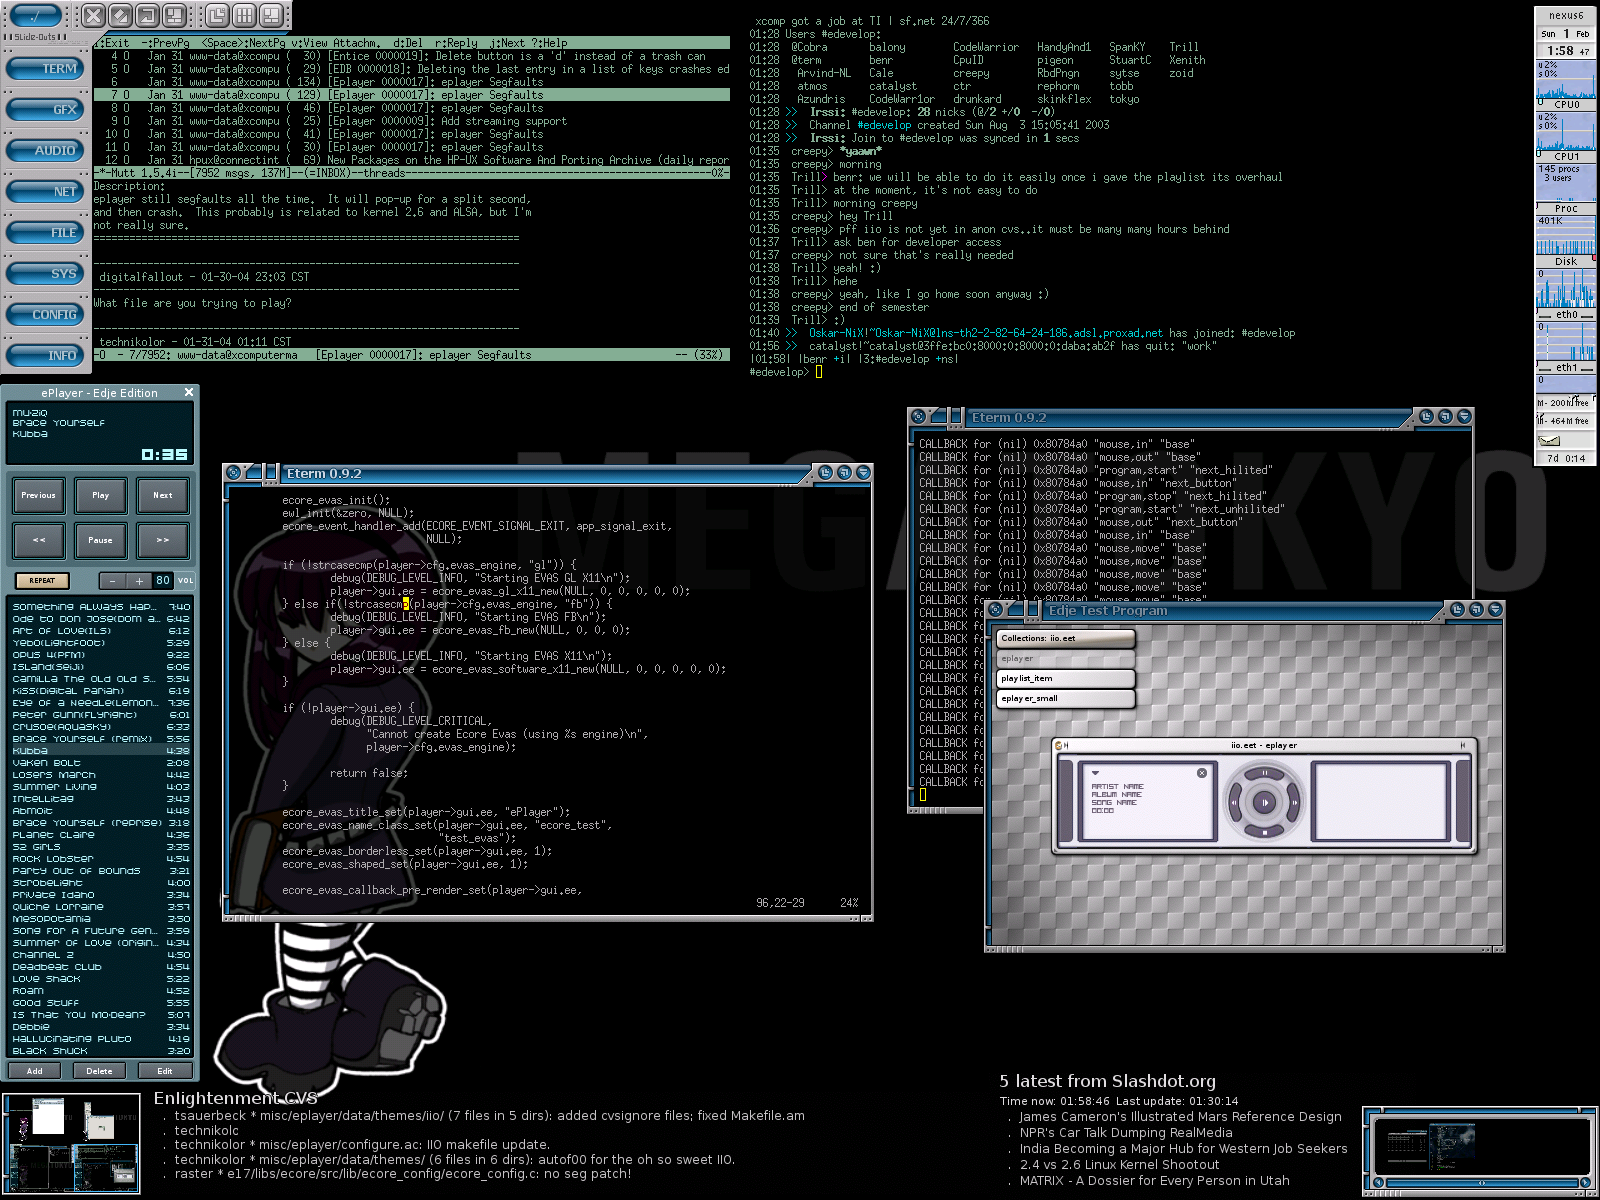 SLide-Outs
TERM
GFX
AUDIO
NET
FILE
SYS
CONFIG
INFO
i:Exit  -:PrevPg  <Space>:NextPg v:View Attachm.  d:Del  r:Reply  j:Next ?:Help
4 O   Jan 31 www-data@xcompu (  30) [Entice 0000019]: Delete button is a 'd' instead of a trash can
5 O   Jan 31 www-data@xcompu (  29) [EDB 0000018]: Deleting the last entry in a list of keys crashes ed
6     Jan 31 www-data@xcompu ( 134) [Eplayer 0000017]: eplayer Segfaults
7 O   Jan 31 www-data@xcompu ( 129) [Eplayer 0000017]: eplayer Segfaults
8 O   Jan 31 www-data@xcompu (  46) [Eplayer 0000017]: eplayer Segfaults
9 O   Jan 31 www-data@xcompu (  25) [Eplayer 0000009]: Add streaming support
10 O   Jan 31 www-data@xcompu (  41) [Eplayer 0000017]: eplayer Segfaults
11 O   Jan 31 www-data@xcompu (  30) [Eplayer 0000017]: eplayer Segfaults
12 O   Jan 31 hpux@connectint (  69) New Packages on the HP-UX Software And Porting Archive (daily repor
-*-Mutt 1.5.4i--[7952 msgs, 137M]--(=INBOX)--threads---0%-
Description:
eplayer still segfaults all the time.  It will pop-up for a split second,
and then crash.  This probably is related to kernel 2.6 and ALSA, but I'm
not really sure.
digitalfallout - 01-30-04 23:03 CST
What file are you trying to play?
technikolor - 01-31-04 01:11 CST
-O  - 7/7952: www-data@xcomputerma   [Eplayer 0000017]: eplayer Segfaults   -- (33%)
xcomp got a job at TI | sf.net 24/7/366
01:28 Users #edevelop:
01:28  @Cobra      balony       CodeWarrior  HandyAnd1  SpanKY   Trill
01:28  @term       benr         CpuID        pigeon     StuartC  Xenith
01:28   Arvind-NL  Cale         creepy       RbdPngn    sytse    zoid
01:28   atmos      catalyst     ctr          rephorm    tobb
01:28   Azundris   CodeWarr1or  drunkard     skinkflex  tokyo
01:28 >>  Irssi: #edevelop: 28 nicks (@/2 +/0 -/0)
01:28 >>  Channel #edevelop created Sun Aug  3 15:05:41 2003
01:28 >>  Irssi: Join to #edevelop was synced in 1 secs
01:35  creepy> *yaawn*
01:35  creepy> morning
01:35  Trill> benr: we will be able to do it easily once i gave the playlist its overhaul
01:35  Trill> at the moment, it's not easy to do
01:35  Trill> morning creepy
01:35  creepy> hey Trill
01:36  creepy> pff iio is not yet in anon cvs..it must be many many hours behind
01:37  Trill> ask ben for developer access
01:37  creepy> not sure that's really needed
01:38  Trill> yeah! :)
01:38  Trill> hehe
01:38  creepy> yeah, like I go home soon anyway :)
01:38  creepy> end of semester
01:39  Trill> :)
01:40 >>  Oskar-NiX!~Oskar-NiX@lns-th2-2-82-64-24-186.adsl.proxad.net has joined: #edevelop
01:56 >>  catalyst!~catalyst@3ffe:bc0:8000:0:8000:0:daba:ab2f has quit: "work"
|01:58| |benr +i| |3:#edevelop +ns|
#edevelop>
nexus6
Sun 1 Feb
1:58 47
u 2%
s 0%
CPU0
u 2%
s 0%
CPU1
145 procs
3 users
Proc
401K
Disk
0
eth0
0
eth1
0
M - 200M free
- 464M free
7d 0:14
ePlayer - Edje Edition
mu-ziq
Brace Yourself
Kubba
0:35
Previous
Play
Next
<<
Pause
>>
REPEAT
- + 80 VOL
Something Always Hap... 7:40
Ode to Don Jose(Dom a... 6:42
Art of Love(ILS) 6:12
Yebo(Lightfoot) 5:29
Opus 4(PFM) 9:22
Island(Seiji) 6:06
Camilla The Old Old S... 5:54
Kiss(Digital Pariah) 6:19
Eye of a Needle(Lemon... 7:36
Peter Gunn(Flyright) 6:01
Crusoe(Aquasky) 6:33
Brace Yourself (remix) 5:56
Kubba 4:39
Vaken Bolt 2:09
Losers March 4:42
Summer Living 4:03
Intellitag 3:43
Abmoit 4:48
Brace Yourself (reprise) 3:18
Planet Claire 4:36
52 Girls 3:35
Rock Lobster 4:54
Party Out Of Bounds 3:21
Strobelight 4:00
Private Idaho 3:34
Quiche Lorraine 3:57
Mesopotamia 3:50
Song For A Future Gen... 3:59
Summer of Love (Origin... 4:34
Channel Z 4:50
Deadbeat Club 4:54
Love Shack 5:22
Roam 4:52
Good Stuff 5:55
Is That You Mo-Dean? 5:07
Debbie 3:34
Hallucinating Pluto 4:19
Black Shuck 3:20
Add
Delete
Edit
Eterm 0.9.2
ecore_evas_init();
ewl_init(&zero, NULL);
ecore_event_handler_add(ECORE_EVENT_SIGNAL_EXIT, app_signal_exit,
NULL);
if (!strcasecmp(player->cfg.evas_engine, "gl")) {
debug(DEBUG_LEVEL_INFO, "Starting EVAS GL X11\n");
player->gui.ee = ecore_evas_gl_x11_new(NULL, 0, 0, 0, 0, 0);
} else if(!strcasecmp(player->cfg.evas_engine, "fb")) {
debug(DEBUG_LEVEL_INFO, "Starting EVAS FB\n");
player->gui.ee = ecore_evas_fb_new(NULL, 0, 0, 0);
} else {
debug(DEBUG_LEVEL_INFO, "Starting EVAS X11\n");
player->gui.ee = ecore_evas_software_x11_new(NULL, 0, 0, 0, 0, 0);
}
if (!player->gui.ee) {
debug(DEBUG_LEVEL_CRITICAL,
"Cannot create Ecore Evas (using %s engine)\n",
player->cfg.evas_engine);
return false;
}
ecore_evas_title_set(player->gui.ee, "ePlayer");
ecore_evas_name_class_set(player->gui.ee, "ecore_test",
"test_evas");
ecore_evas_borderless_set(player->gui.ee, 1);
ecore_evas_shaped_set(player->gui.ee, 1);
ecore_evas_callback_pre_render_set(player->gui.ee,
96,22-29      24%
MEGA KYO
Eterm 0.9.2
CALLBACK for (nil) 0x80784a0 "mouse,in" "base"
CALLBACK for (nil) 0x80784a0 "mouse,out" "base"
CALLBACK for (nil) 0x80784a0 "program,start" "next_hilited"
CALLBACK for (nil) 0x80784a0 "mouse,in" "next_button"
CALLBACK for (nil) 0x80784a0 "program,stop" "next_hilited"
CALLBACK for (nil) 0x80784a0 "program,start" "next_unhilited"
CALLBACK for (nil) 0x80784a0 "mouse,out" "next_button"
CALLBACK for (nil) 0x80784a0 "mouse,in" "base"
CALLBACK for (nil) 0x80784a0 "mouse,move" "base"
CALLBACK for (nil) 0x80784a0 "mouse,move" "base"
CALLBACK for (nil) 0x80784a0 "mouse,move" "base"
CALLBACK for (nil) 0x80784a0 "mouse,move" "base"
CALLBACK for (nil) 0x80784a0 "mouse,move" "base"
CALLBACK fo
CALLBACK fo
CALLBACK fo
CALLBACK fo
CALLBACK fo
CALLBACK fo
CALLBACK fo
CALLBACK fo
CALLBACK fo
CALLBACK fo
CALLBACK fo
CALLBACK fo
CALLBACK fo
CALLBACK fo
Edje Test Program
Collections: iio.eet
eplayer
playlist_item
eplayer_small
iio.eet - eplayer
ARTIST NAME
ALBUM NAME
SONG NAME
00:00
Enlightenment CVS
. tsauerbeck * misc/eplayer/data/themes/iio/ (7 files in 5 dirs): added cvsignore files; fixed Makefile.am
. technikolc
. technikolor * misc/eplayer/configure.ac: IIO makefile update.
. technikolor * misc/eplayer/data/themes/ (6 files in 6 dirs): autof00 for the oh so sweet IIO.
. raster * e17/libs/ecore/src/lib/ecore_config/ecore_config.c: no seg patch!
5 latest from Slashdot.org
Time now: 01:58:46  Last update: 01:30:14
. James Cameron's Illustrated Mars Reference Design
. NPR's Car Talk Dumping RealMedia
. India Becoming a Major Hub for Western Job Seekers
. 2.4 vs 2.6 Linux Kernel Shootout
. MATRIX - A Dossier for Every Person in Utah